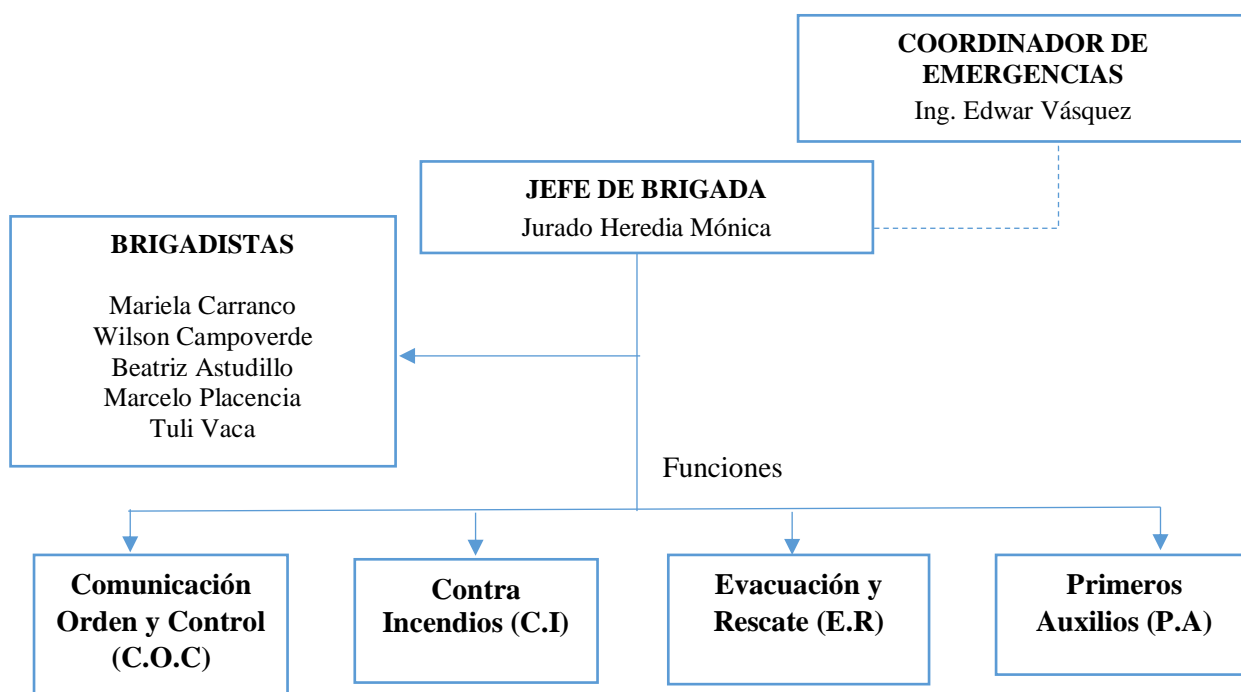 COORDINADOR DE
EMERGENCIAS
Ing. Edwar Vásquez
JEFE DE BRIGADA
Jurado Heredia Mónica
BRIGADISTAS
Mariela Carranco
Wilson Campoverde
Beatriz Astudillo
Marcelo Placencia
Tuli Vaca
Funciones
Comunicación
Orden y Control
(C.O.C)
Contra
Incendios (C.I)
Evacuación y
Rescate (E.R)
Primeros
Auxilios (P.A)